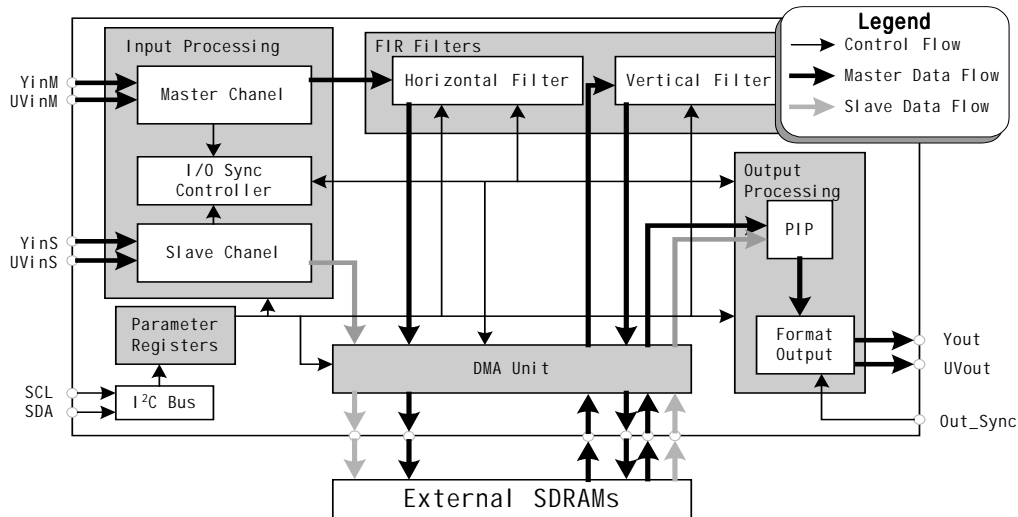 Legend
Control Flow
Master Data Flow
Slave Data Flow
Input Processing
FIR Filters
YinM
UVinM
Master Chanel
Horizontal Filter
Vertical Filter
I/O Sync
Controller
Output
Processing
YinS
UVinS
Slave Chanel
PIP
Parameter
Registers
Format
Output
Yout
UVout
DMA Unit
SCL
SDA
I²C Bus
Out_Sync
External SDRAMs